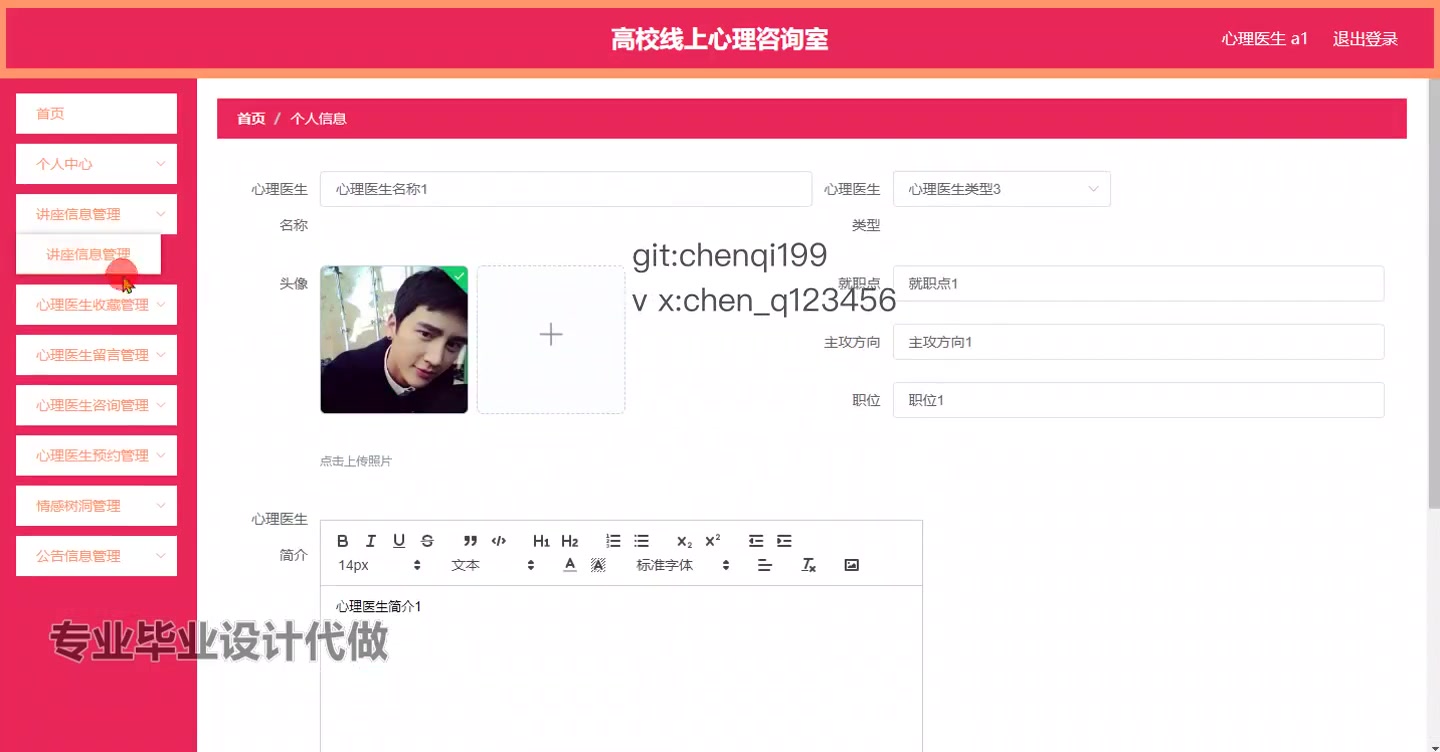 高校线上心理咨询室
心理医生 a1
退出登录
首页
个人中心
讲座信息管理
讲座信息管理
心理医生收藏管理
心理医生留言管理
心理医生咨询管理
心理医生预约管理
情感树洞管理
公告信息管理
首页 / 个人信息
心理医生名称
心理医生名称1
心理医生类型
心理医生类型3
头像
点击上传照片
git:chenqi199
v x:chen_q123456
就职点
就职点1
主攻方向
主攻方向1
职位
职位1
心理医生简介
B I U S H1 H2 X2 X2
14px 文本 A A 标准字体 Tx
心理医生简介1
专业毕业设计代做